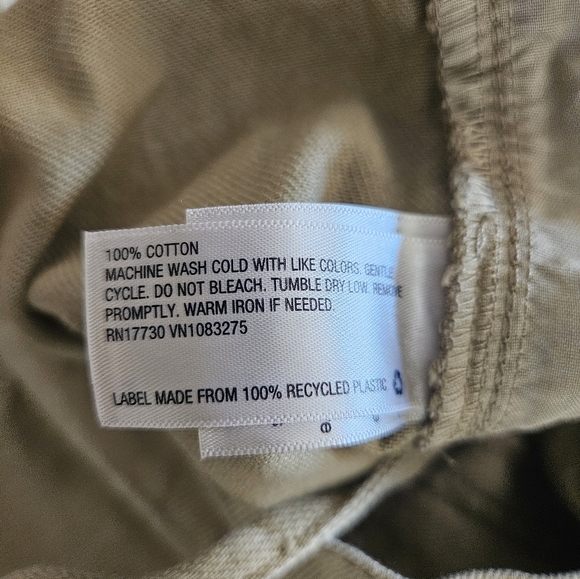 100% COTTON
MACHINE WASH COLD WITH LIKE COLORS. GENTLE
CYCLE. DO NOT BLEACH. TUMBLE DRY LOW. REMOVE
PROMPTLY. WARM IRON IF NEEDED.
RN17730 VN1083275
LABEL MADE FROM 100% RECYCLED PLASTIC